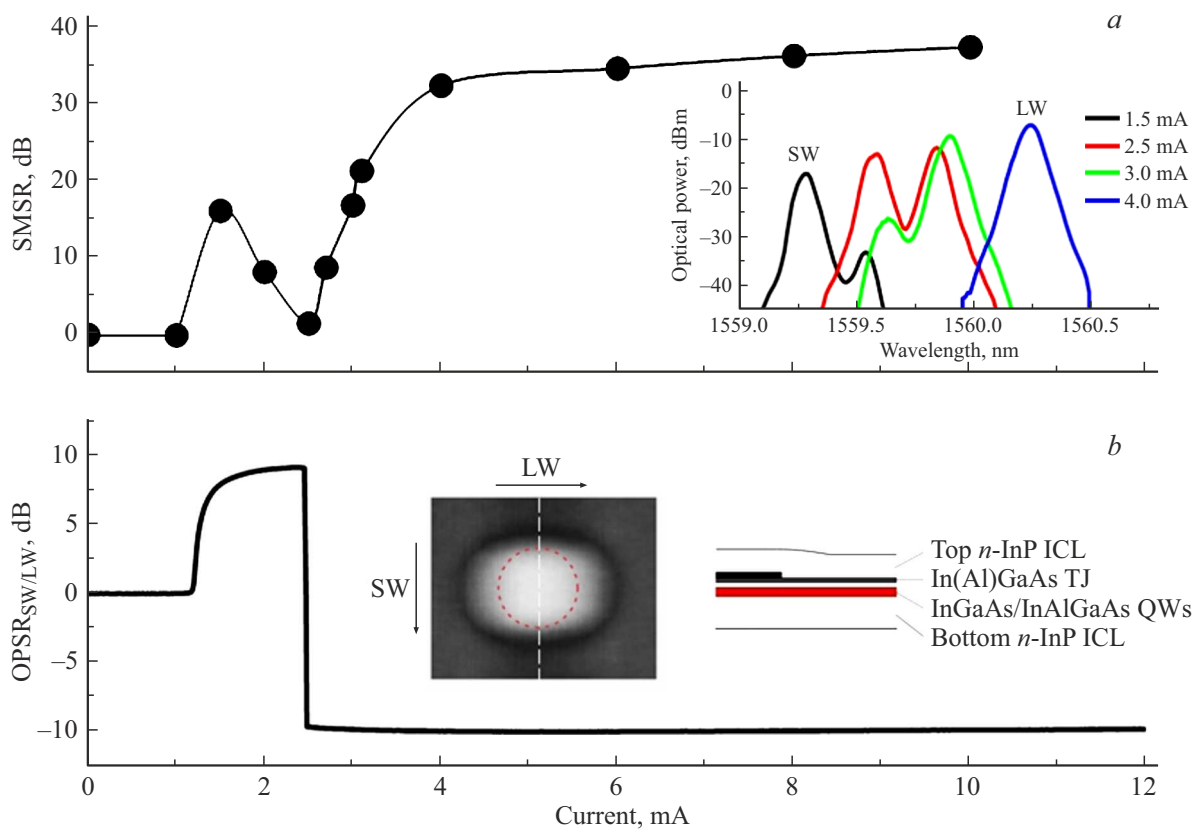 a
40
30
20
10
0
SMSR, dB
0
–10
–20
–30
–40
Optical power, dBm
SW
LW
1.5 mA
2.5 mA
3.0 mA
4.0 mA
1559.0 1559.5 1560.0 1560.5
Wavelength, nm
b
10
5
0
–5
–10
OPSR SW/LW, dB
LW
SW
Top n-InP ICL
In(Al)GaAs TJ
InGaAs/InAlGaAs QWs
Bottom n-InP ICL
0 2 4 6 8 10 12
Current, mA